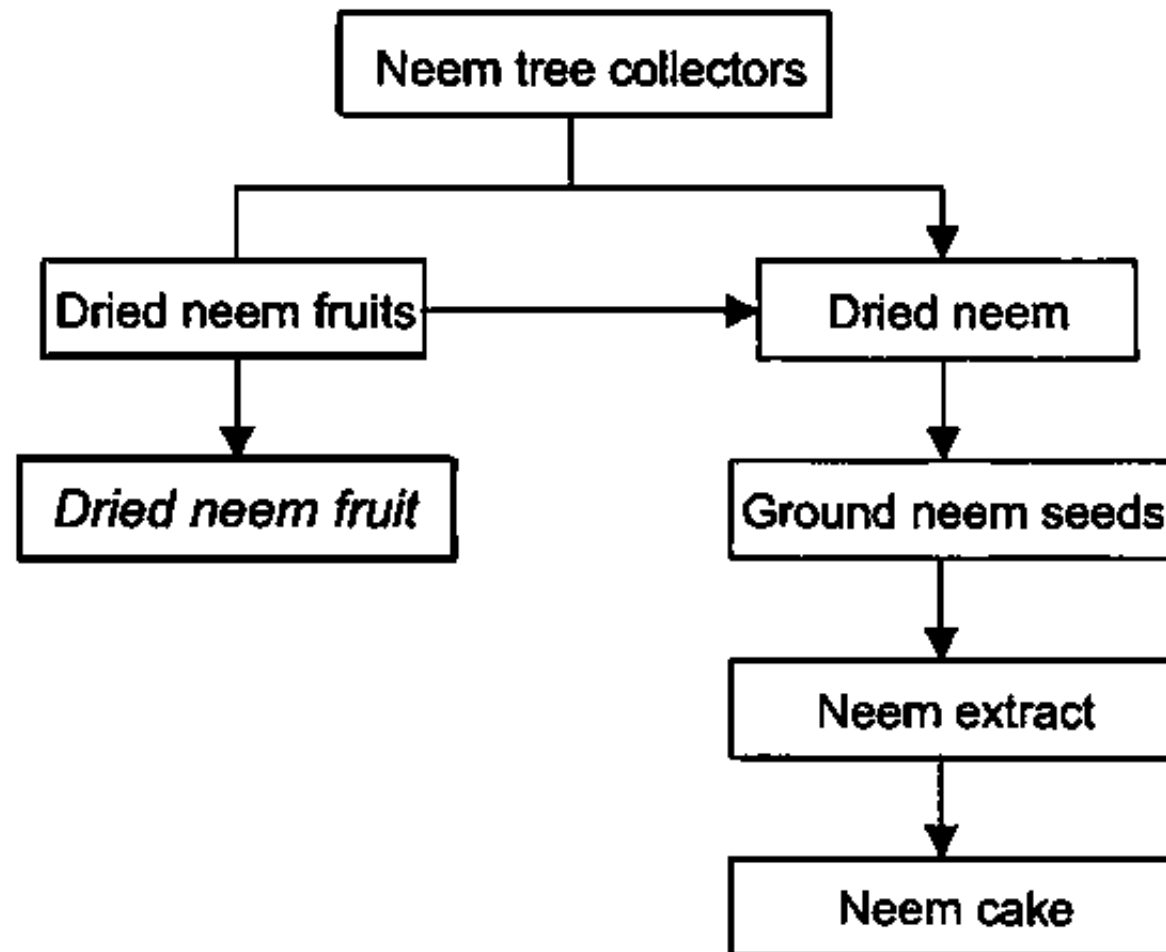 Neem tree collectors
Dried neem fruits
Dried neem
Dried neem fruit
Ground neem seeds
Neem extract
Neem cake